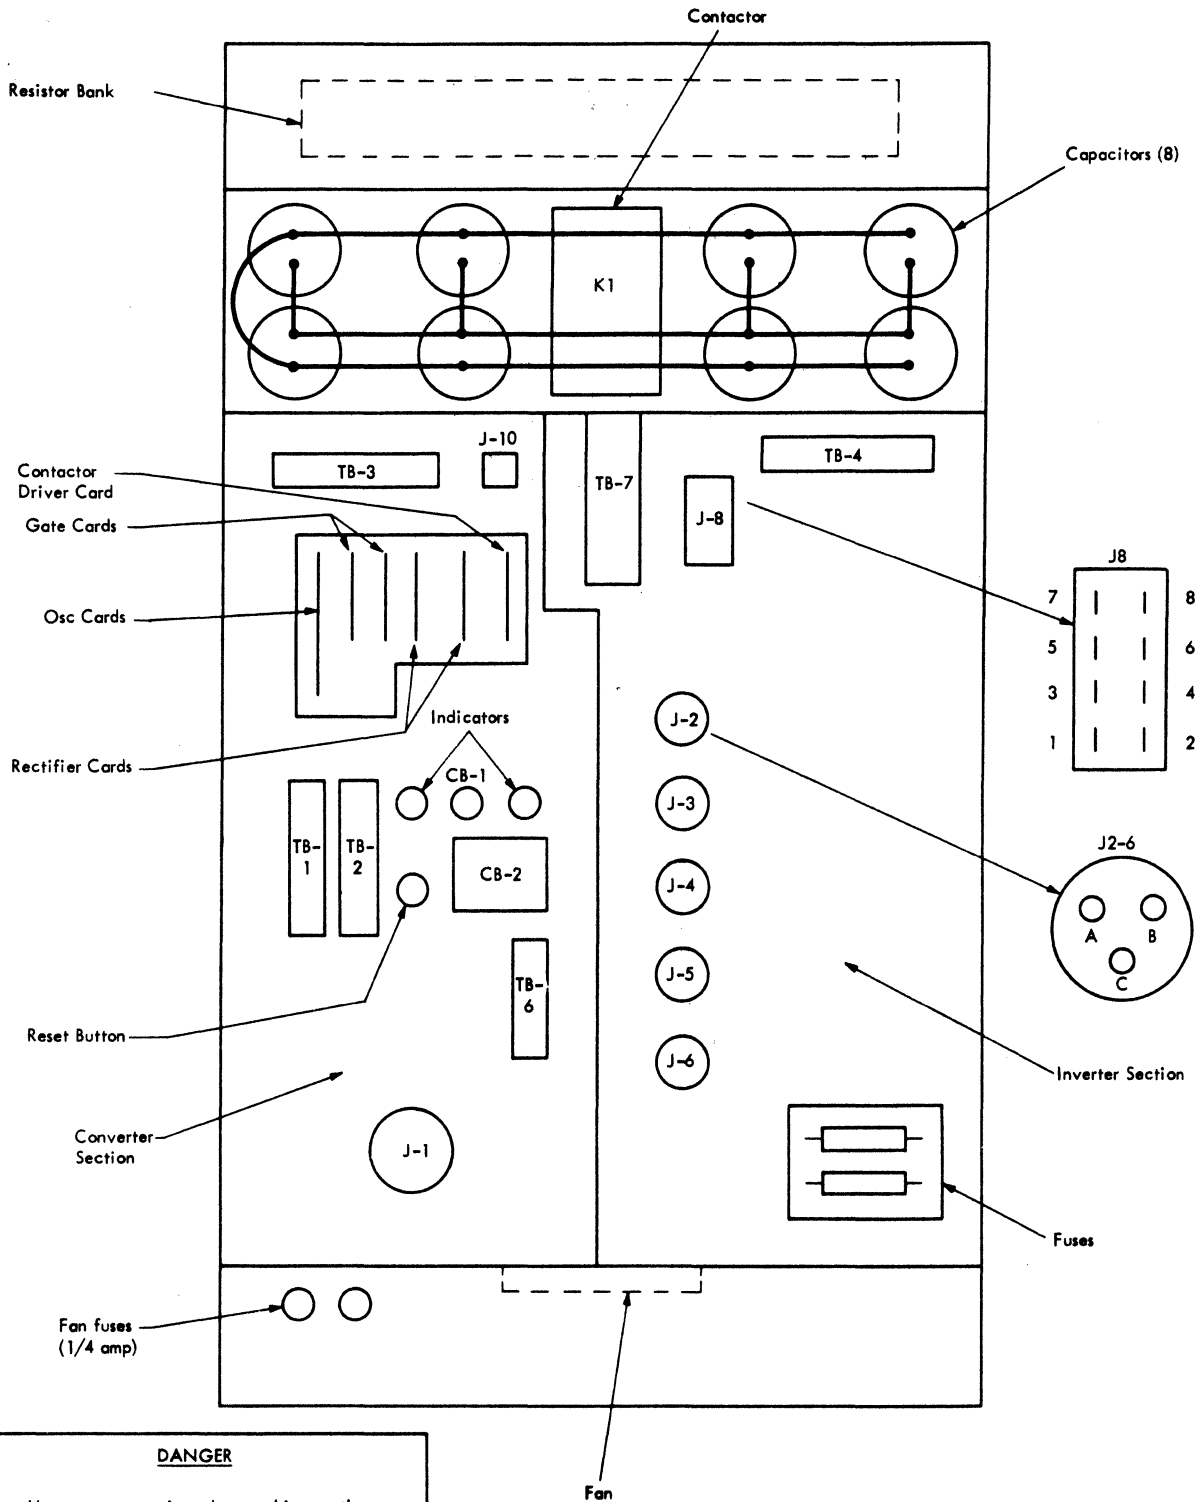 Contactor
Resistor Bank
Capacitors (8)
K1
J-10
TB-3
TB-4
TB-7
J-8
Contactor
Driver Card
Gate Cards
Osc Cards
Rectifier Cards
Indicators
CB-1
TB-
1
TB-
2
CB-2
TB-
6
Reset Button
Converter
Section
J-1
J-2
J-3
J-4
J-5
J-6
J8
7 8
5 6
3 4
1 2
J2-6
A B
C
Inverter Section
Fuses
Fan fuses
(1/4 amp)
Fan
DANGER